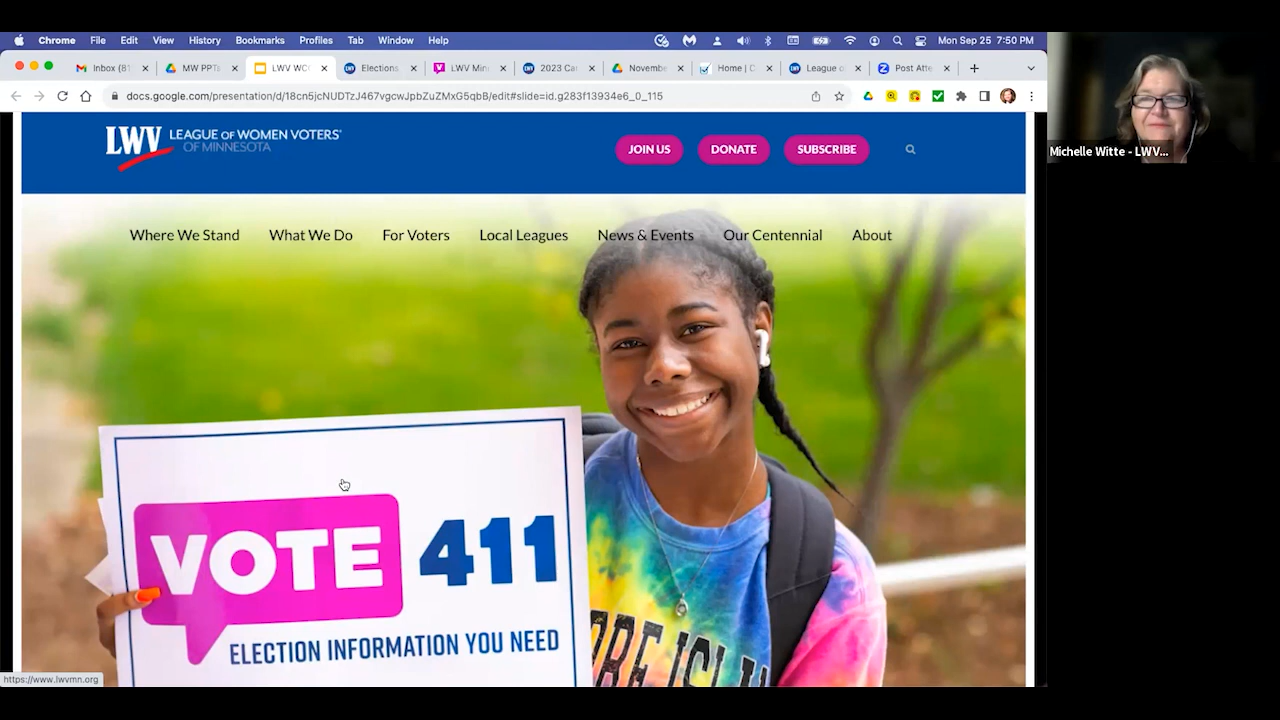 Chrome File Edit View History Bookmarks Profiles Tab Window Help Mon Sep 25 7:50 PM
Inbox (81 MW PPTs LWV WCC Elections LWV Min 2023 Ca Novembe Home | C League o Post Atte
docs.google.com/presentation/d/18cn5jcNUDTzJ467vgcwJpbZuZMxG5qbB/edit#slide=id.g283f13934e6_0_115
LWV LEAGUE OF WOMEN VOTERS®
OF MINNESOTA
JOIN US DONATE SUBSCRIBE
Michelle Witte - LWV...
Where We Stand What We Do For Voters Local Leagues News & Events Our Centennial About
VOTE 411
ELECTION INFORMATION YOU NEED
https://www.lwvmn.org